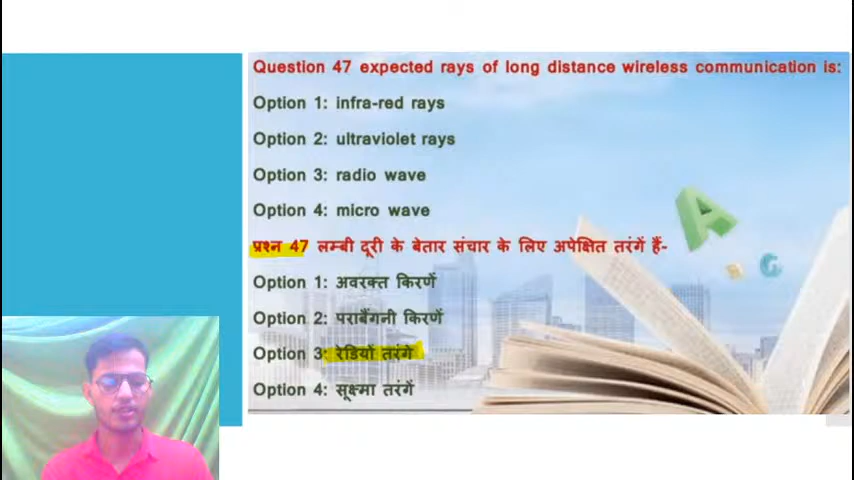 Question 47 expected rays of long distance wireless communication is:
Option 1: infra-red rays
Option 2: ultraviolet rays
Option 3: radio wave
Option 4: micro wave
प्रश्न 47 लम्बी दूरी के बेतार संचार के लिए अपेक्षित तरंगें हैं-
Option 1: अवरक्त किरणें
Option 2: पराबैंगनी किरणें
Option 3: रेडियों तरंगे
Option 4: सूक्ष्मा तरंगें
A
G